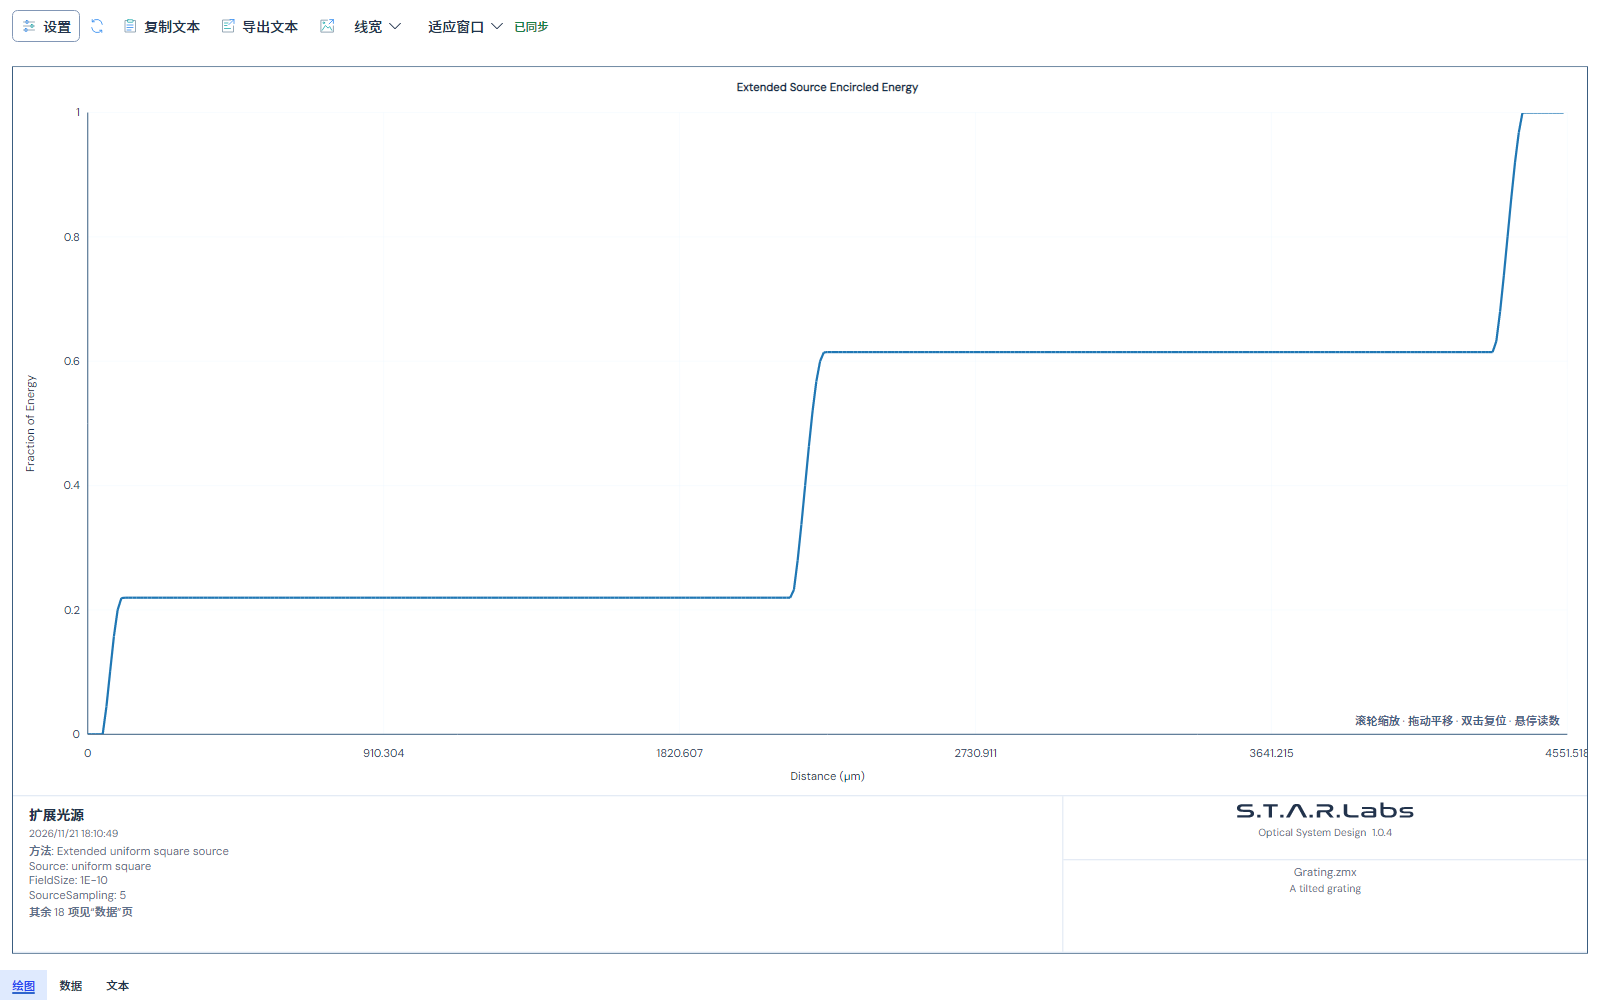 设置 复制文本 导出文本 线宽 适应窗口 已同步
Extended Source Encircled Energy
1
0.8
0.6
0.4
0.2
0
Fraction of Energy
滚轮缩放 · 拖动平移 · 双击复位 · 悬停读数
0 910.304 1820.607 2730.911 3641.215 4551.518
Distance (µm)
扩展光源
2026/11/21 18:10:49
方法: Extended uniform square source
Source: uniform square
FieldSize: 1E-10
SourceSampling: 5
其余 18 项见“数据”页
S.T.A.R.Labs
Optical System Design 1.0.4
Grating.zmx
A tilted grating
绘图 数据 文本